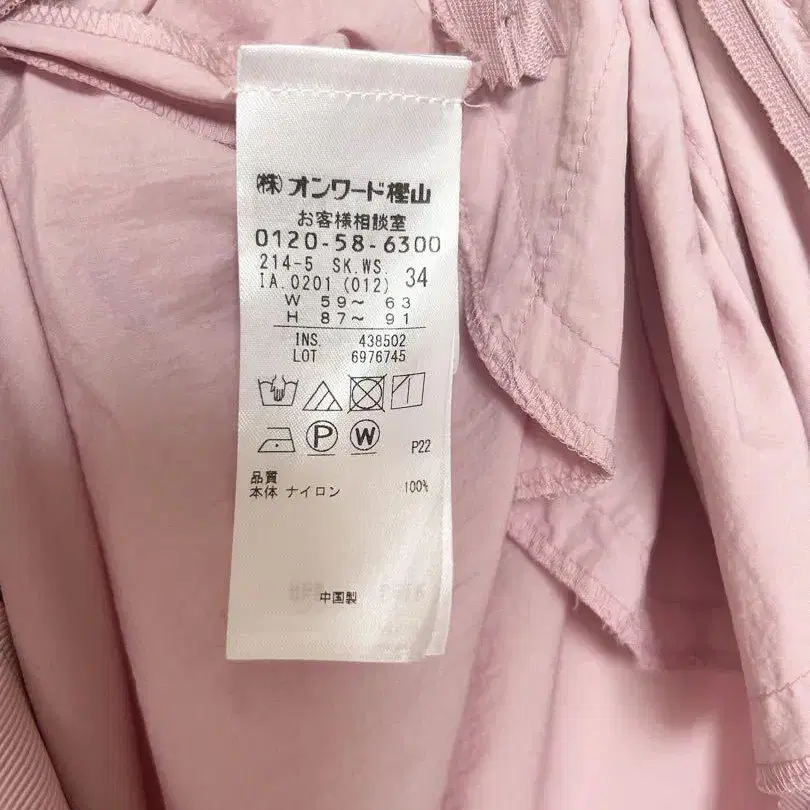 (株)オンワード樫山
お客様相談室
0120-58-6300
214-5 SK.WS. 34
IA.0201(012)
W 59〜 63
H 87〜 91
INS. 438502
LOT 6976745
P W P22
品質
本体 ナイロン 100%
中国製